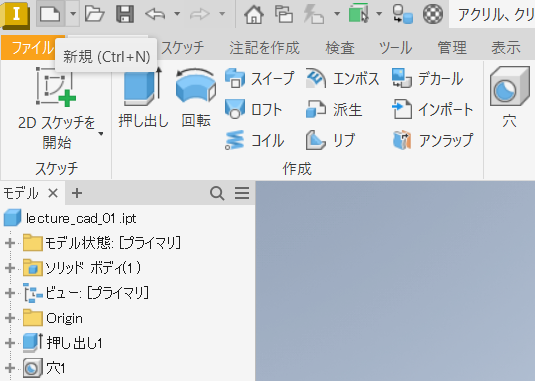 I
アクリル、クリ
ファイル
新規 (Ctrl+N)
スケッチ
注記を作成
検査
ツール
管理
表示
2D スケッチを
開始
押し出し
回転
スイープ
エンボス
デカール
ロフト
派生
インポート
コイル
リブ
アンラップ
穴
スケッチ
作成
モデル
lecture_cad_01.ipt
モデル状態: [プライマリ]
ソリッド ボディ(1)
ビュー: [プライマリ]
Origin
押し出し1
穴1